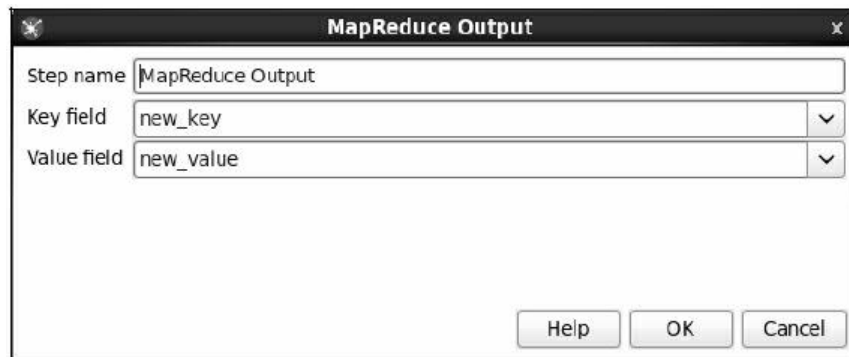 MapReduce Output x
Step name MapReduce Output
Key field new_key
Value field new_value
Help OK Cancel